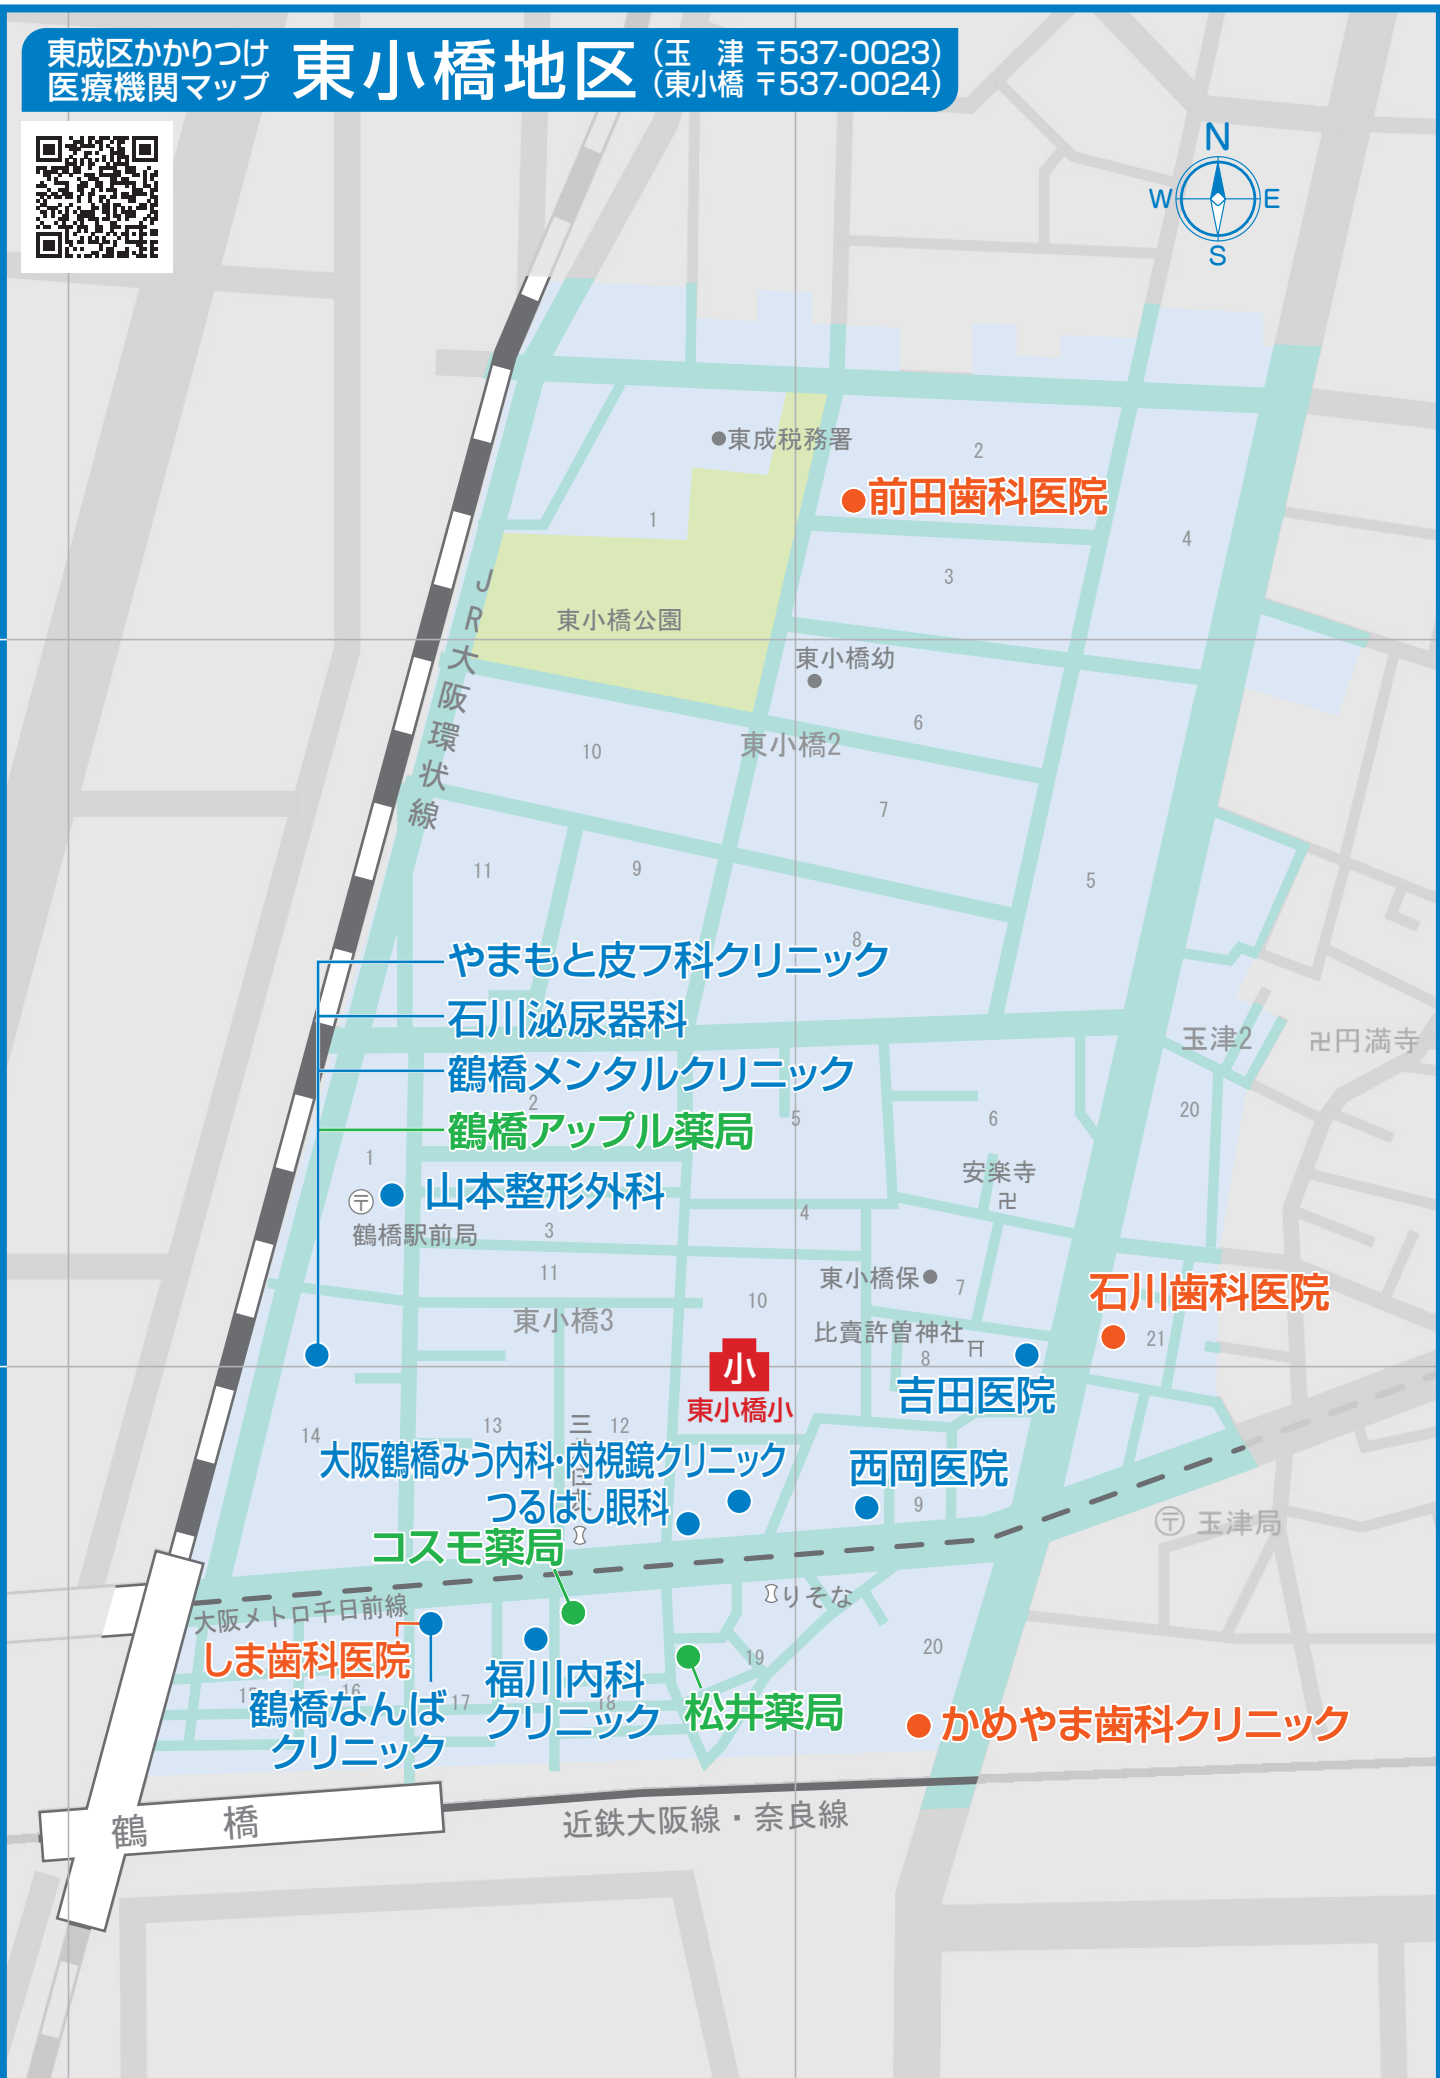 東成区かかりつけ
医療機関マップ
東小橋地区
(玉 津 〒537-0023)
(東小橋 〒537-0024)
N
W E
S
東成税務署
2
前田歯科医院
1
4
3
JR大阪環状線
東小橋公園
東小橋幼
6
東小橋2
10
7
11
9
5
8
やまもと皮フ科クリニック
石川泌尿器科
玉津2
卍円満寺
鶴橋メンタルクリニック
2
20
5
6
鶴橋アップル薬局
1
安楽寺
卍
〒
山本整形外科
4
鶴橋駅前局
3
11
東小橋保
7
石川歯科医院
10
東小橋3
比賣許曽神社
21
8
小
東小橋小
吉田医院
14
13
12
大阪鶴橋みう内科・内視鏡クリニック
西岡医院
つるはし眼科
9
〒 玉津局
コスモ薬局
りそな
大阪メトロ千日前線
しま歯科医院
19
20
福川内科
クリニック
15
16
17
18
鶴橋なんば
クリニック
松井薬局
かめやま歯科クリニック
鶴 橋
近鉄大阪線・奈良線